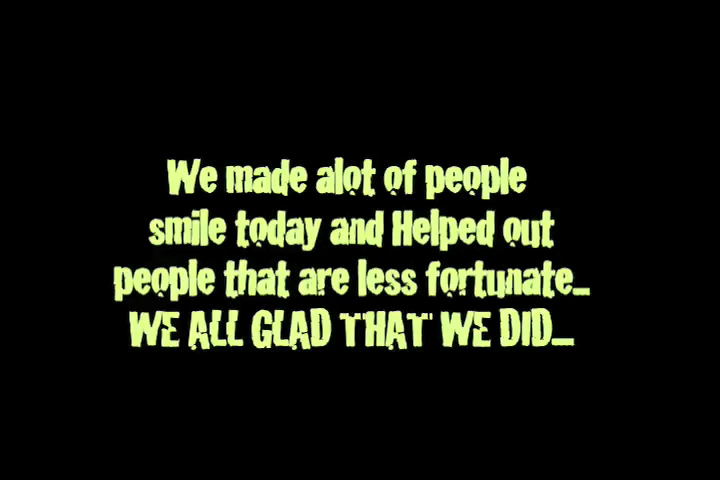 We made alot of people
smile today and Helped out
people that are less fortunate...
WE ALL GLAD THAT WE DID...